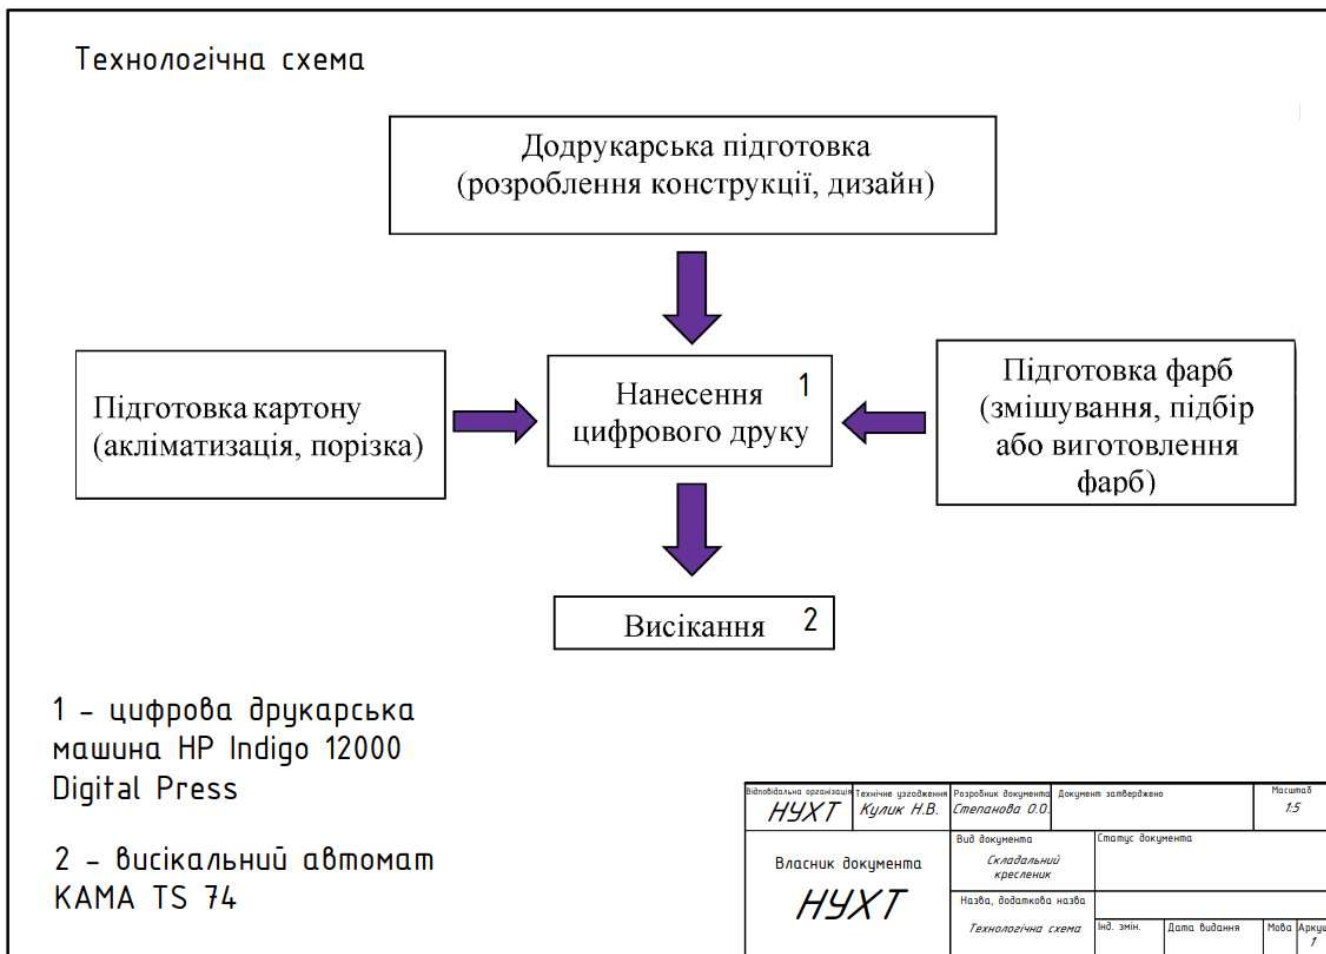 Технологічна схема
Додрукарська підготовка
(розроблення конструкції, дизайн)
Підготовка картону
(акліматизація, порізка)
Нанесення 1
цифрового друку
Підготовка фарб
(змішування, підбір
або виготовлення
фарб)
Висікання 2
1 - цифрова друкарська
машина HP Indigo 12000
Digital Press
2 - висікальний автомат
KAMA TS 74
Відповідальна організація
НУХТ
Технічне узгодження
Кулик Н.В.
Розробник документа
Степанова О.О.
Документ затверджено
Масштаб
1:5
Власник документа
НУХТ
Вид документа
Складальний
кресленик
Статус документа
Назва, додаткова назва
Технологічна схема
Інд. змін.
Дата видання
Мова
Аркуш
1